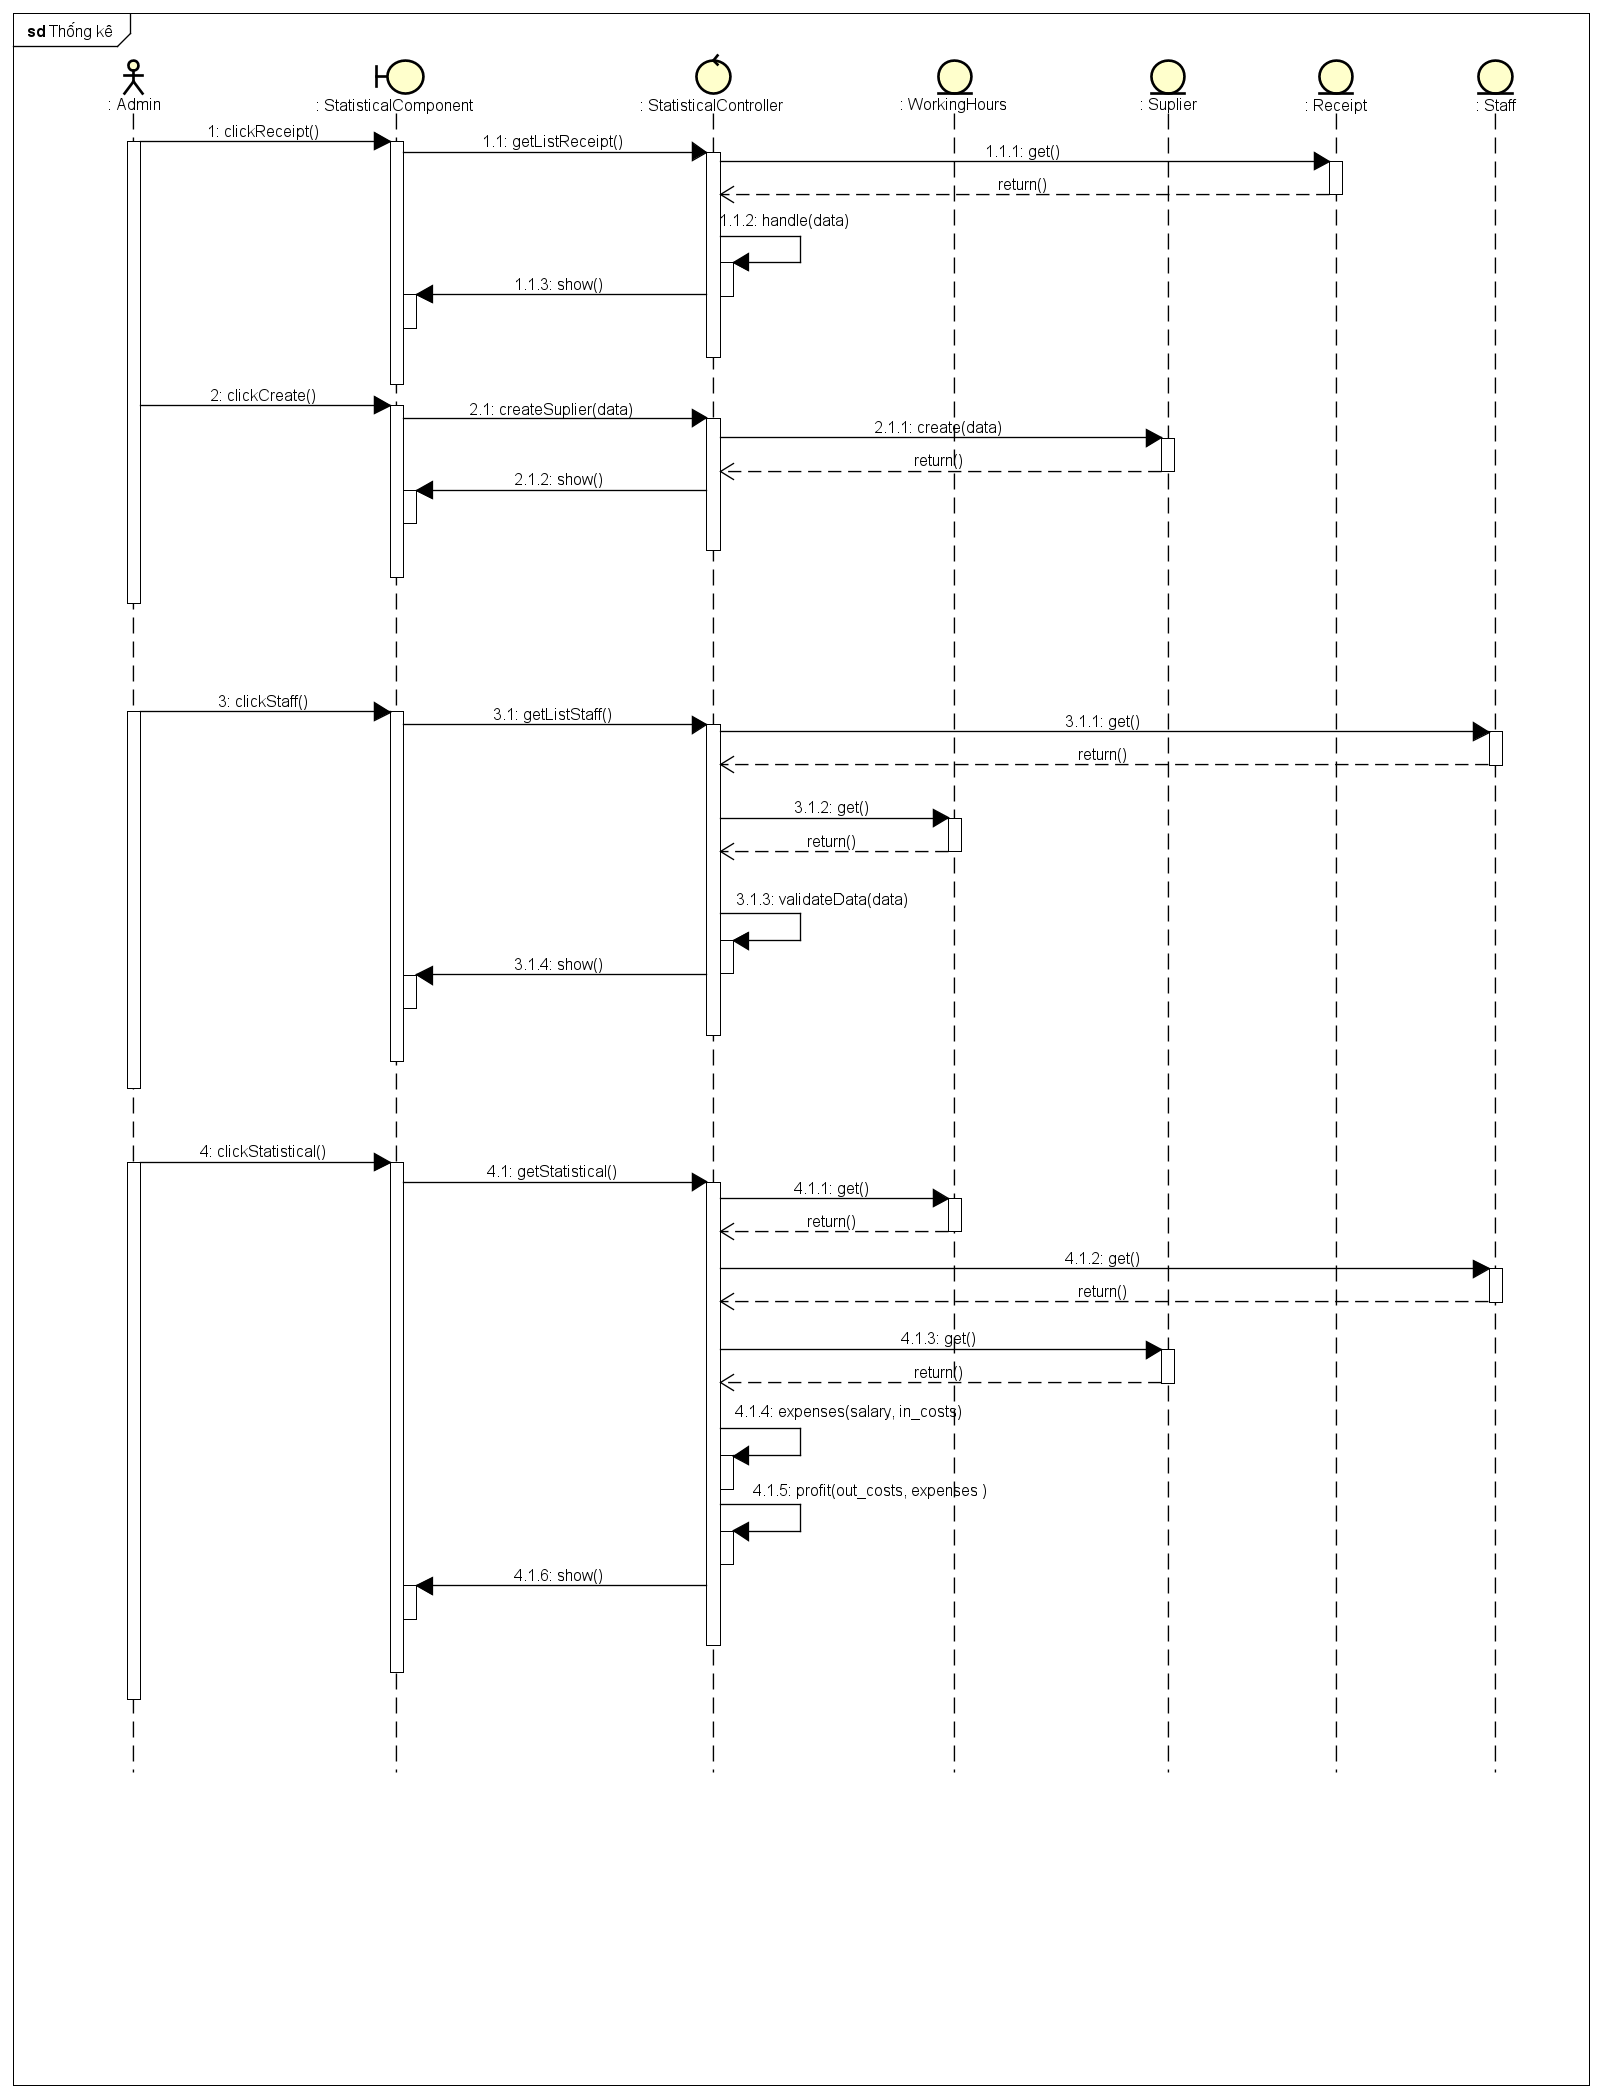 sd Thống kê
: Admin
: StatisticalComponent
: StatisticalController
: WorkingHours
: Suplier
: Receipt
: Staff
1: clickReceipt()
1.1: getListReceipt()
1.1.1: get()
return()
1.1.2: handle(data)
1.1.3: show()
2: clickCreate()
2.1: createSuplier(data)
2.1.1: create(data)
return()
2.1.2: show()
3: clickStaff()
3.1: getListStaff()
3.1.1: get()
return()
3.1.2: get()
return()
3.1.3: validateData(data)
3.1.4: show()
4: clickStatistical()
4.1: getStatistical()
4.1.1: get()
return()
4.1.2: get()
return()
4.1.3: get()
return()
4.1.4: expenses(salary, in_costs)
4.1.5: profit(out_costs, expenses )
4.1.6: show()